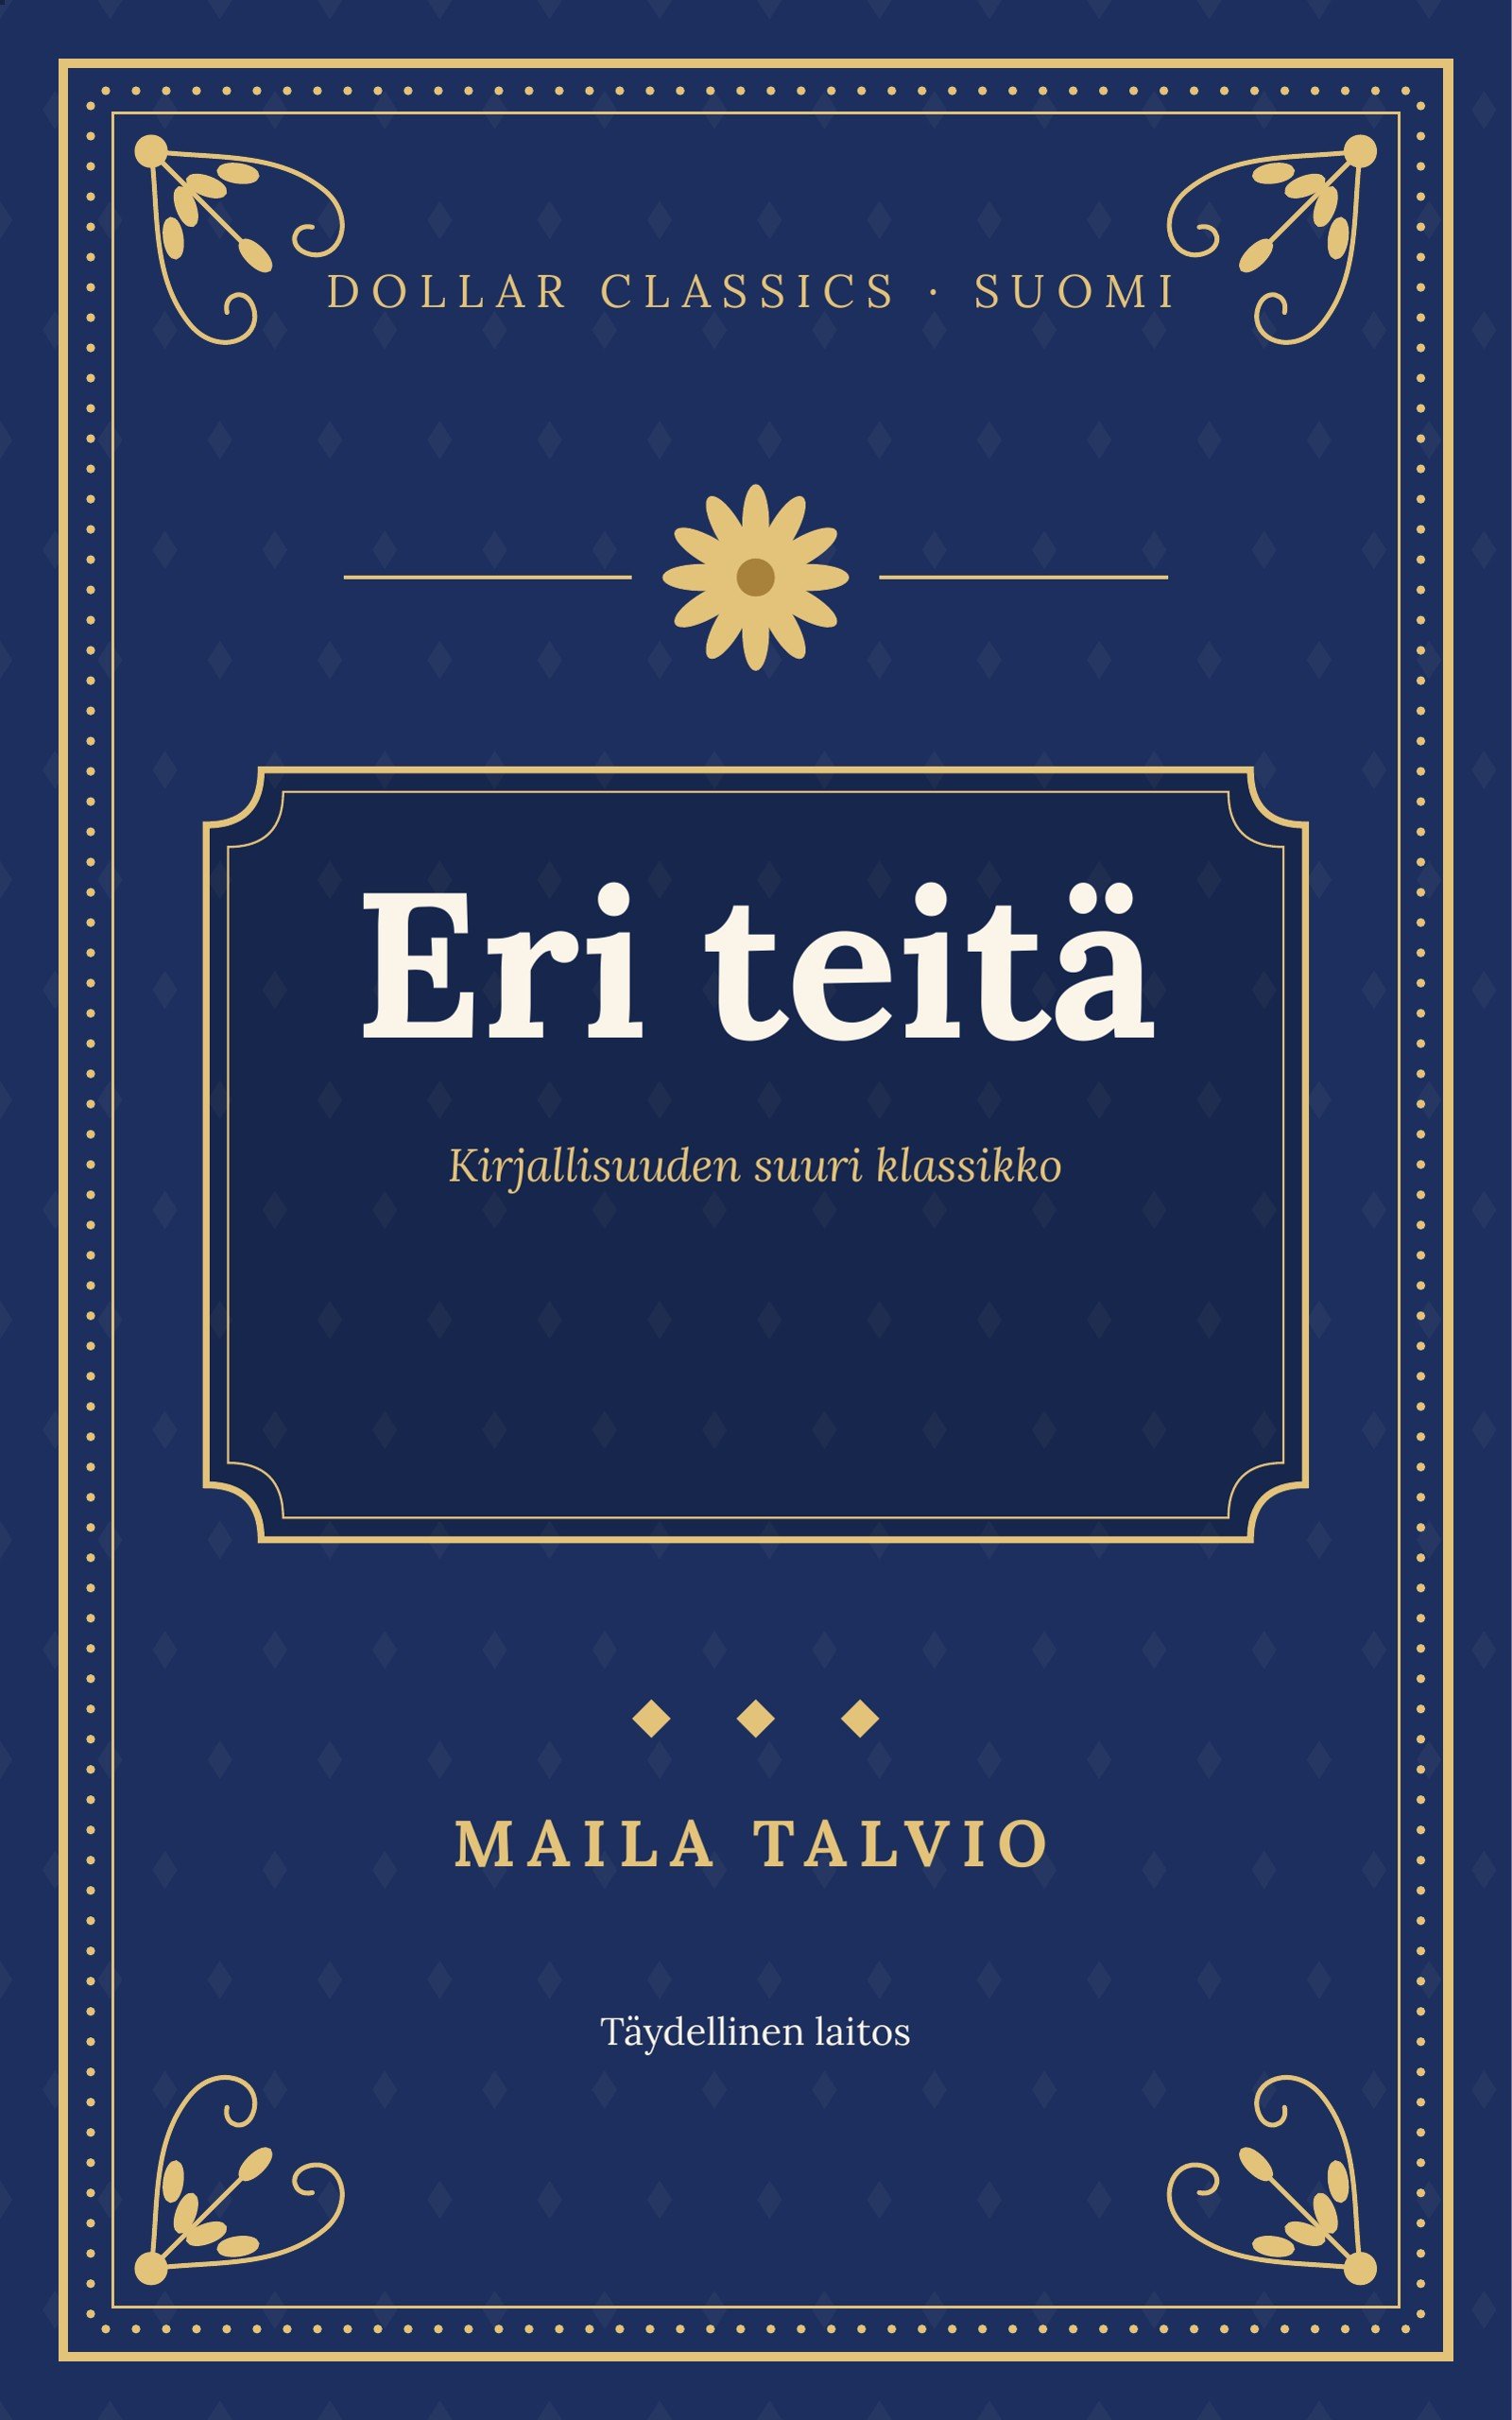 DOLLAR CLASSICS · SUOMI
Eri teitä
Kirjallisuuden suuri klassikko
MAILA TALVIO
Täydellinen laitos